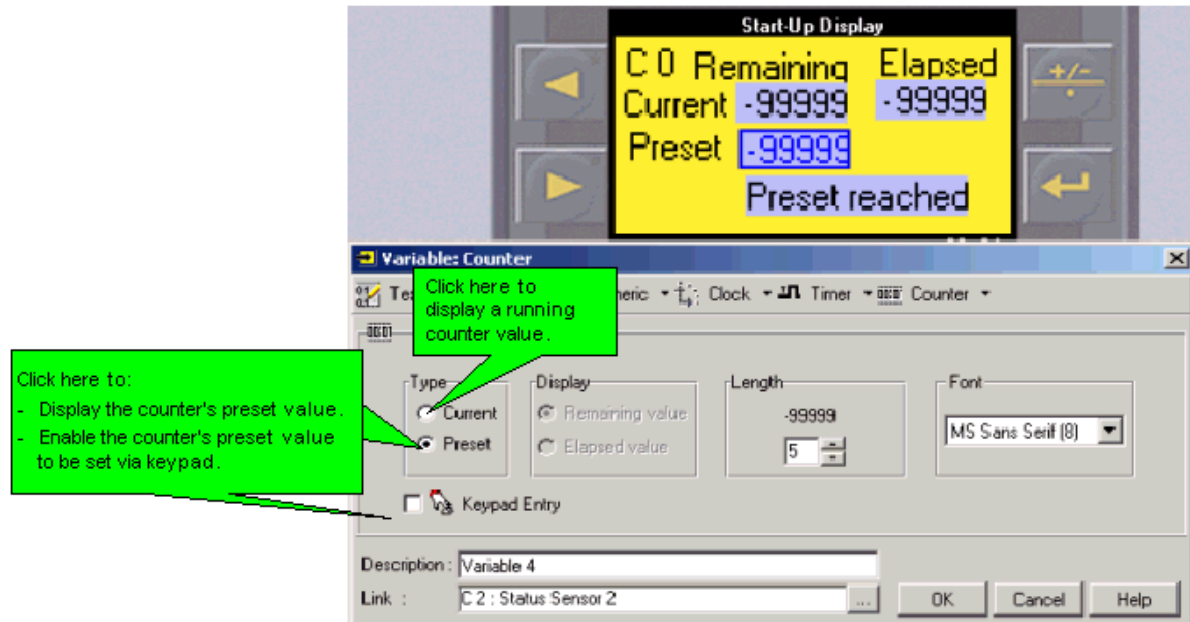 Start-Up Display
C 0 Remaining Elapsed
Current -99999 -99999
Preset -99999
Preset reached
+/-
Variable: Counter
Clock Timer Counter
Click here to
display a running
counter value.
Click here to:
- Display the counter's preset value.
- Enable the counter's preset value
to be set via keypad.
Type
Current
Preset
Display
Remaining value
Elapsed value
Length
-99999
5
Font
MS Sans Serif (8)
Keypad Entry
Description : Variable 4
Link : C 2 : Status Sensor 2 ...
OK Cancel Help